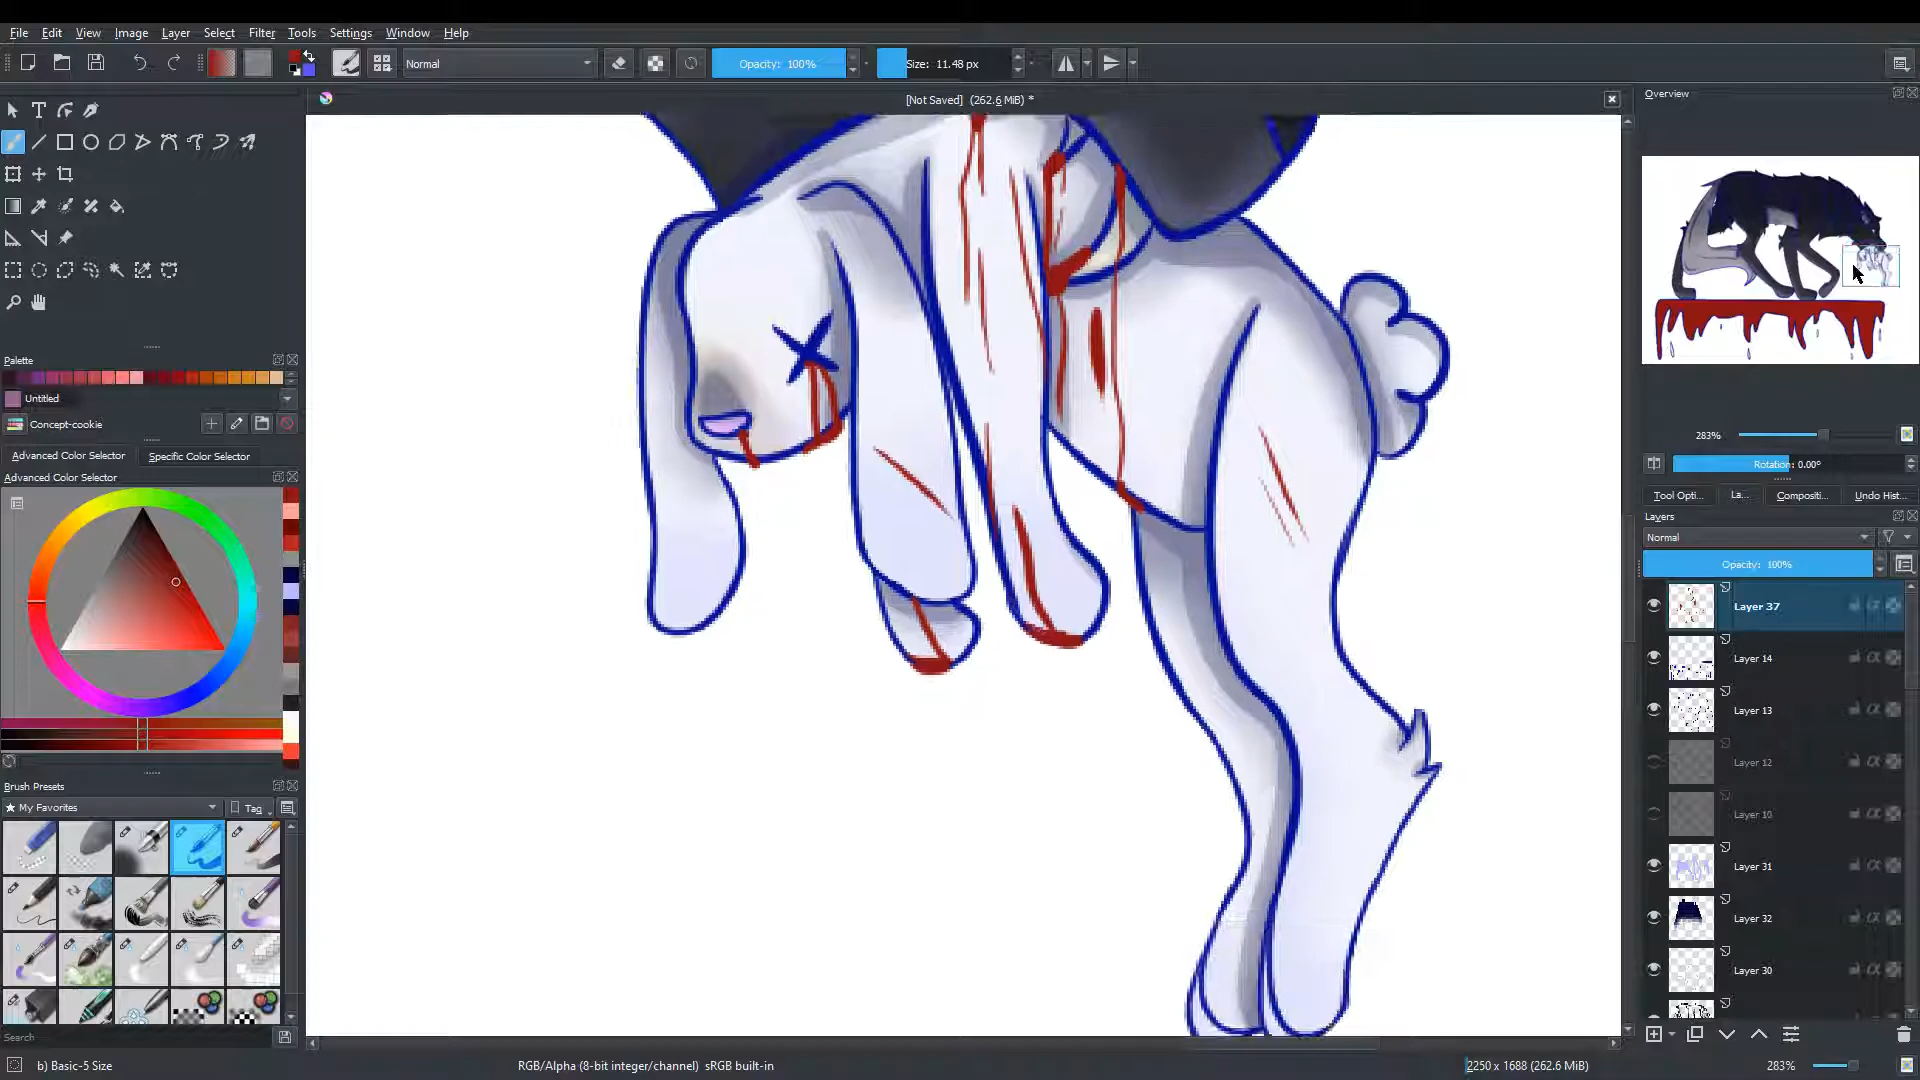 File Edit View Image Layer Select Filter Tools Settings Window Help
Normal Opacity: 100% Size: 11.48 px
[Not Saved] (262.6 MiB) *
Overview
Palette
Untitled
Concept-cookie
Advanced Color Selector Specific Color Selector
Advanced Color Selector
Brush Presets
My Favorites Tag
Search
b) Basic-5 Size
RGB/Alpha (8-bit integer/channel) sRGB built-in
2250 x 1688 (262.6 MiB)
283%
283%
Rotation: 0.00°
Tool Opti... La... Compositi... Undo Hist...
Layers
Normal
Opacity: 100%
Layer 37
Layer 14
Layer 13
Layer 12
Layer 10
Layer 31
Layer 32
Layer 30